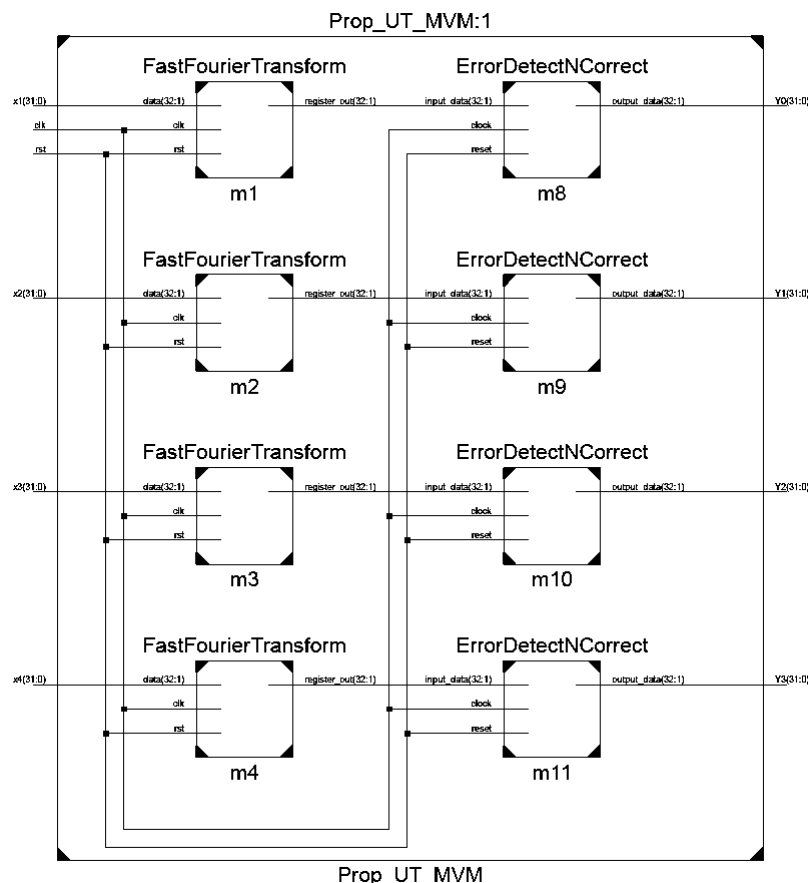 Prop_UT_MVM:1
FastFourierTransform ErrorDetectNCorrect
x1(31:0) data(32:1) register_out(32:1) input_data(32:1) output_data(32:1) Y0(31:0)
clk clk clock
rst rst reset
m1 m8
FastFourierTransform ErrorDetectNCorrect
x2(31:0) data(32:1) register_out(32:1) input_data(32:1) output_data(32:1) Y1(31:0)
clk clock
rst reset
m2 m9
FastFourierTransform ErrorDetectNCorrect
x3(31:0) data(32:1) register_out(32:1) input_data(32:1) output_data(32:1) Y2(31:0)
clk clock
rst reset
m3 m10
FastFourierTransform ErrorDetectNCorrect
x4(31:0) data(32:1) register_out(32:1) input_data(32:1) output_data(32:1) Y3(31:0)
clk clock
rst reset
m4 m11
Prop_UT_MVM